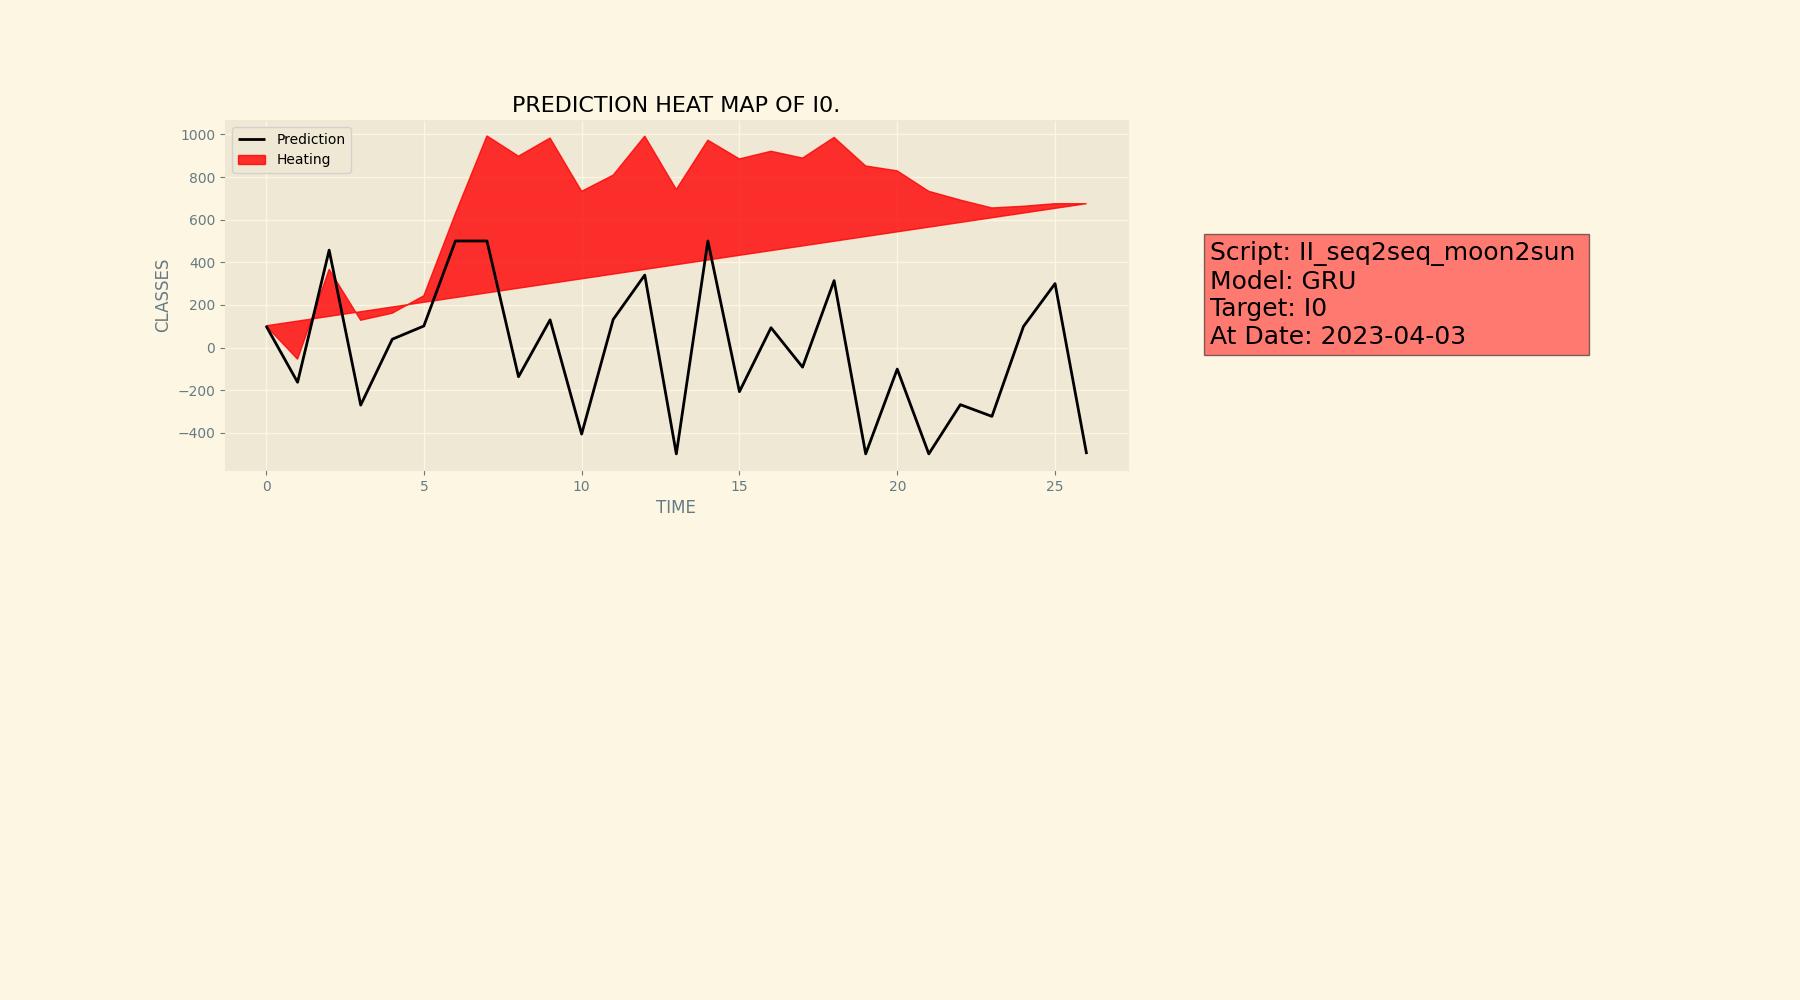 PREDICTION HEAT MAP OF I0.
Prediction
Heating
1000
800
600
400
200
0
−200
−400
CLASSES
0 5 10 15 20 25
TIME
Script: II_seq2seq_moon2sun
Model: GRU
Target: I0
At Date: 2023-04-03